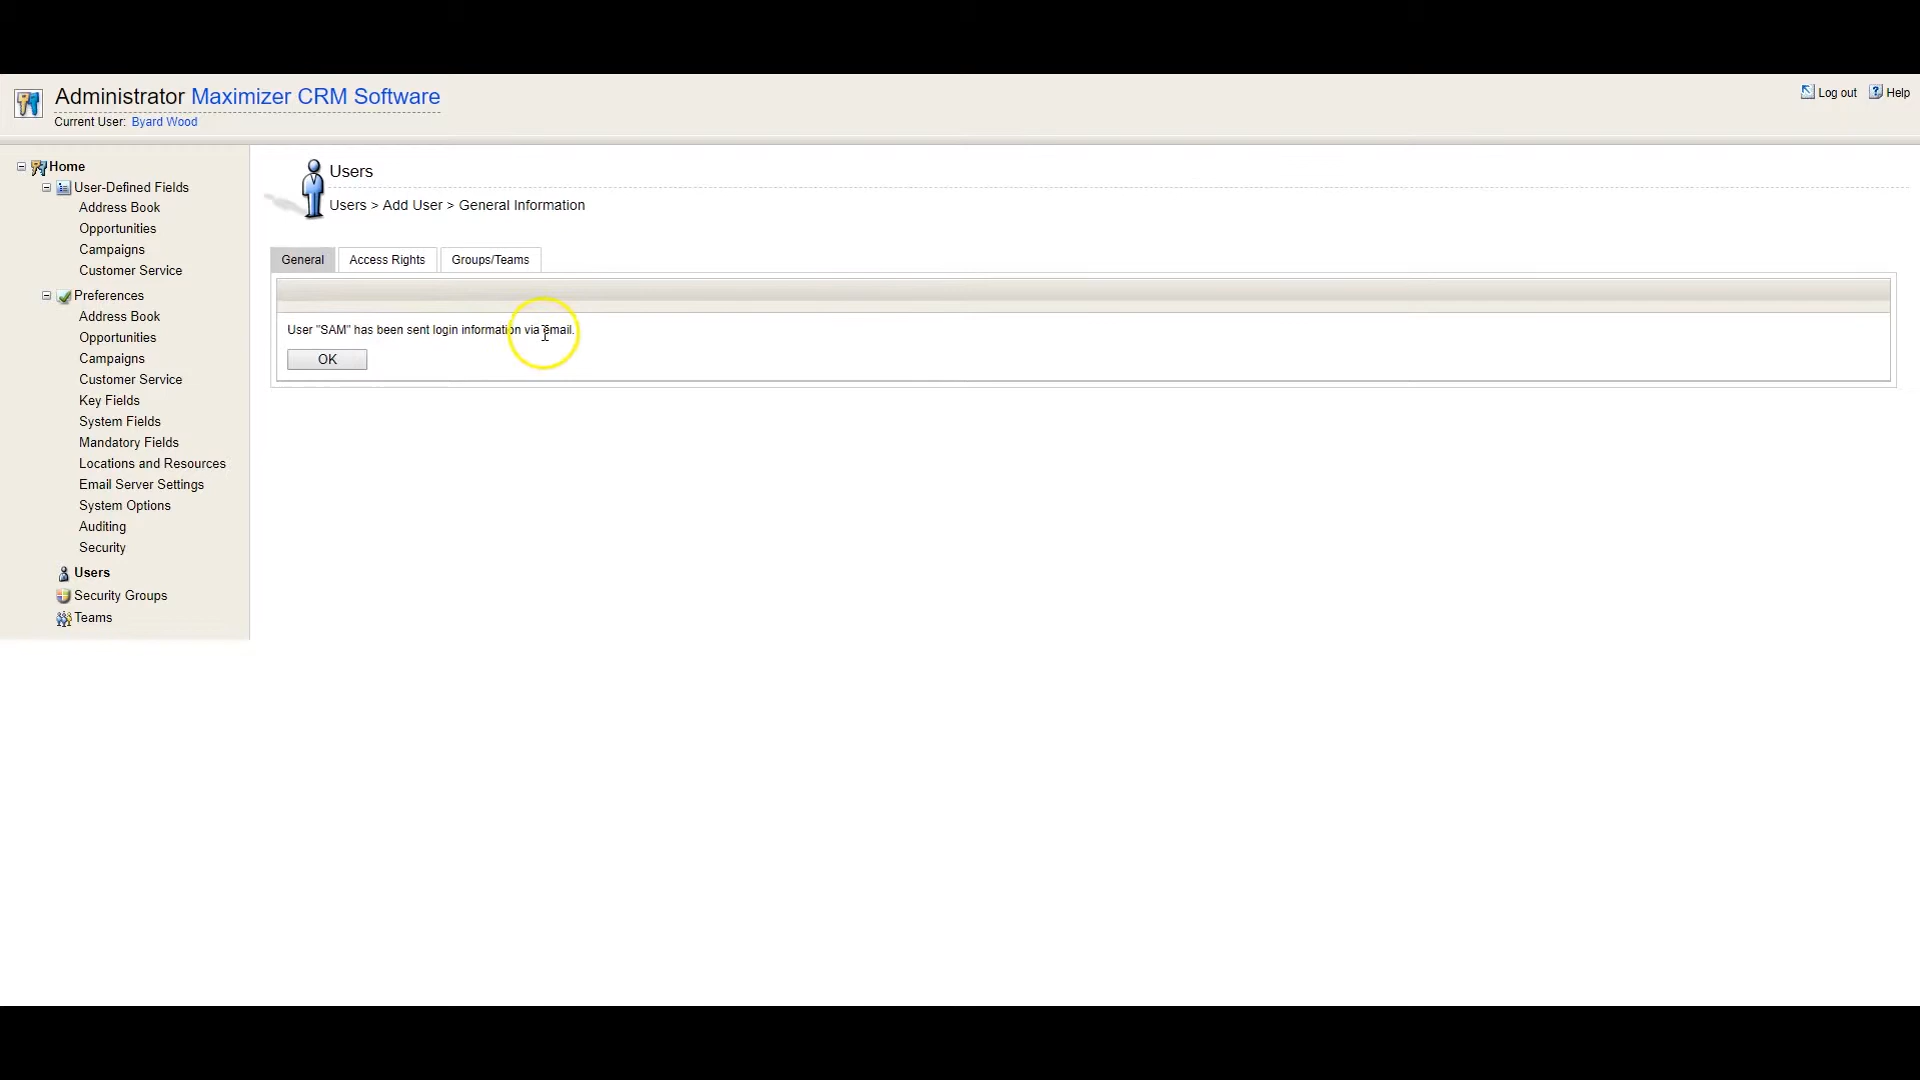 Administrator Maximizer CRM Software
Current User: Byard Wood
Log out
Help
Home
User-Defined Fields
Address Book
Opportunities
Campaigns
Customer Service
Preferences
Address Book
Opportunities
Campaigns
Customer Service
Key Fields
System Fields
Mandatory Fields
Locations and Resources
Email Server Settings
System Options
Auditing
Security
Users
Security Groups
Teams
Users
Users > Add User > General Information
General
Access Rights
Groups/Teams
User "SAM" has been sent login information via email.
OK